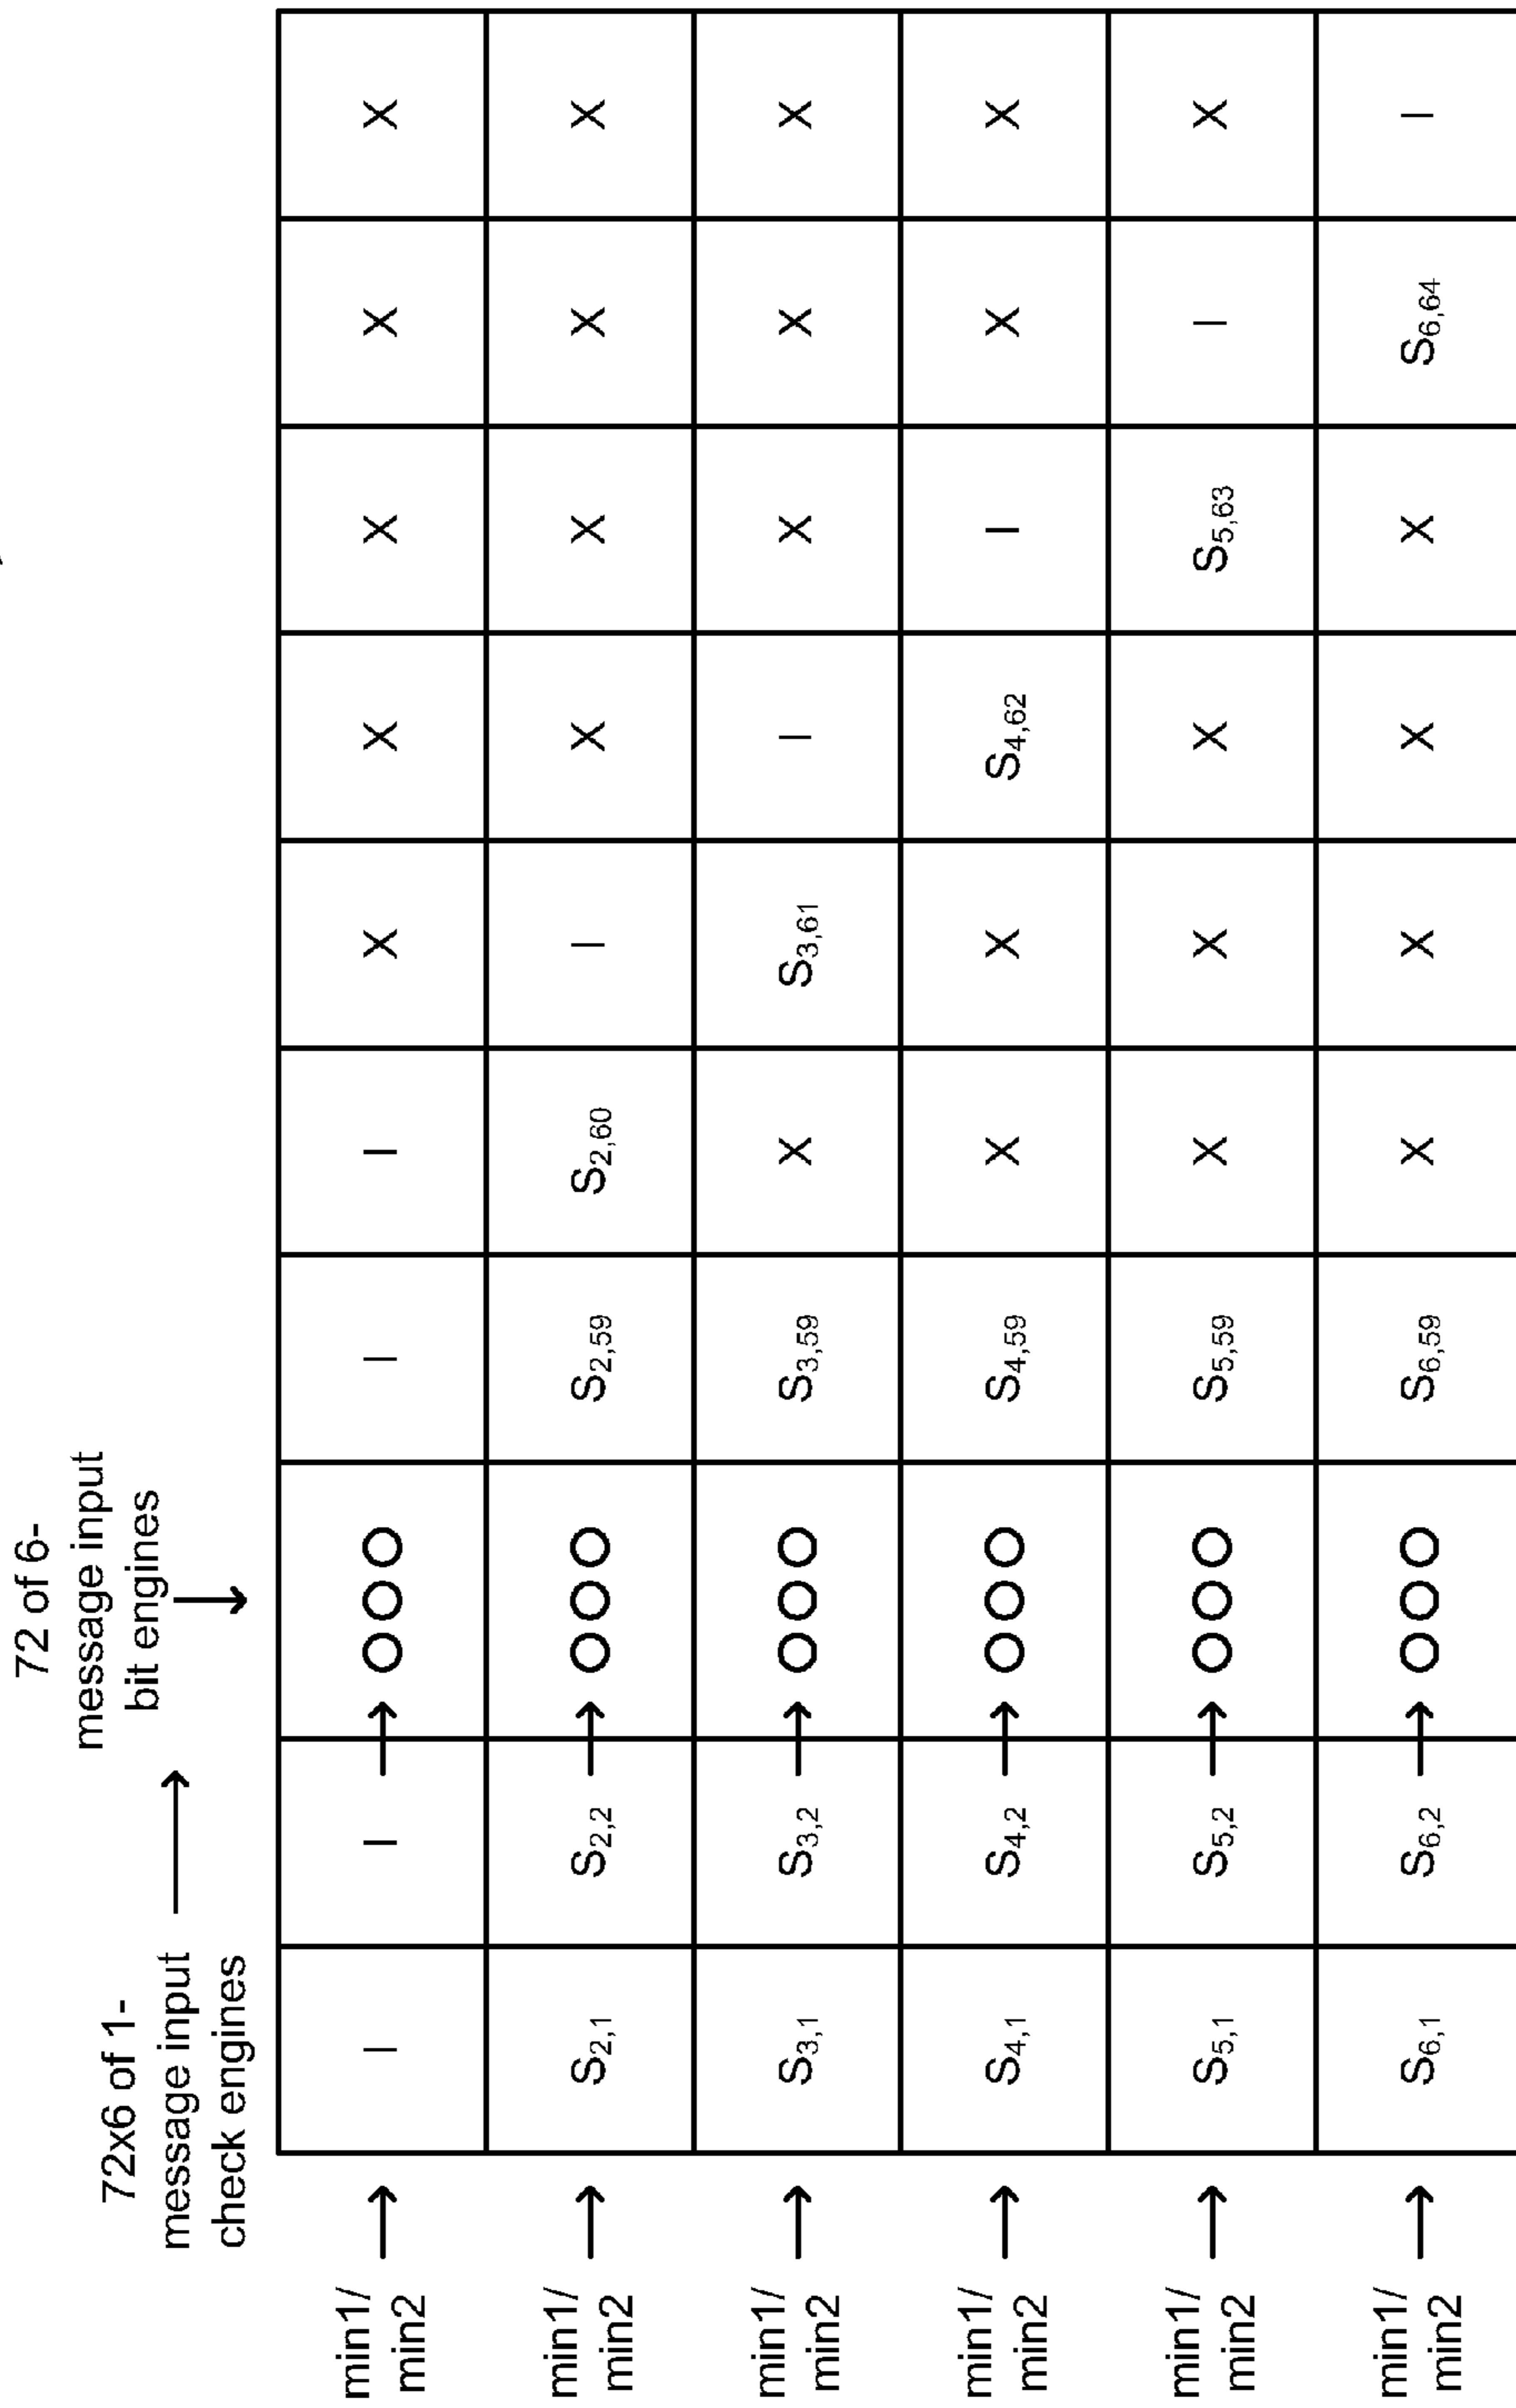 72x6 of 1-
message input
check engines
72 of 6-
message input
bit engines
min1/
min2
I I I I X X X X X
min1/
min2
S2,1 S2,2 S2,59 S2,60 I X X X X
min1/
min2
S3,1 S3,2 S3,59 X S3,61 I X X X
min1/
min2
S4,1 S4,2 S4,59 X X S4,62 I X X
min1/
min2
S5,1 S5,2 S5,59 X X X S5,63 I X
min1/
min2
S6,1 S6,2 S6,59 X X X X S6,64 I